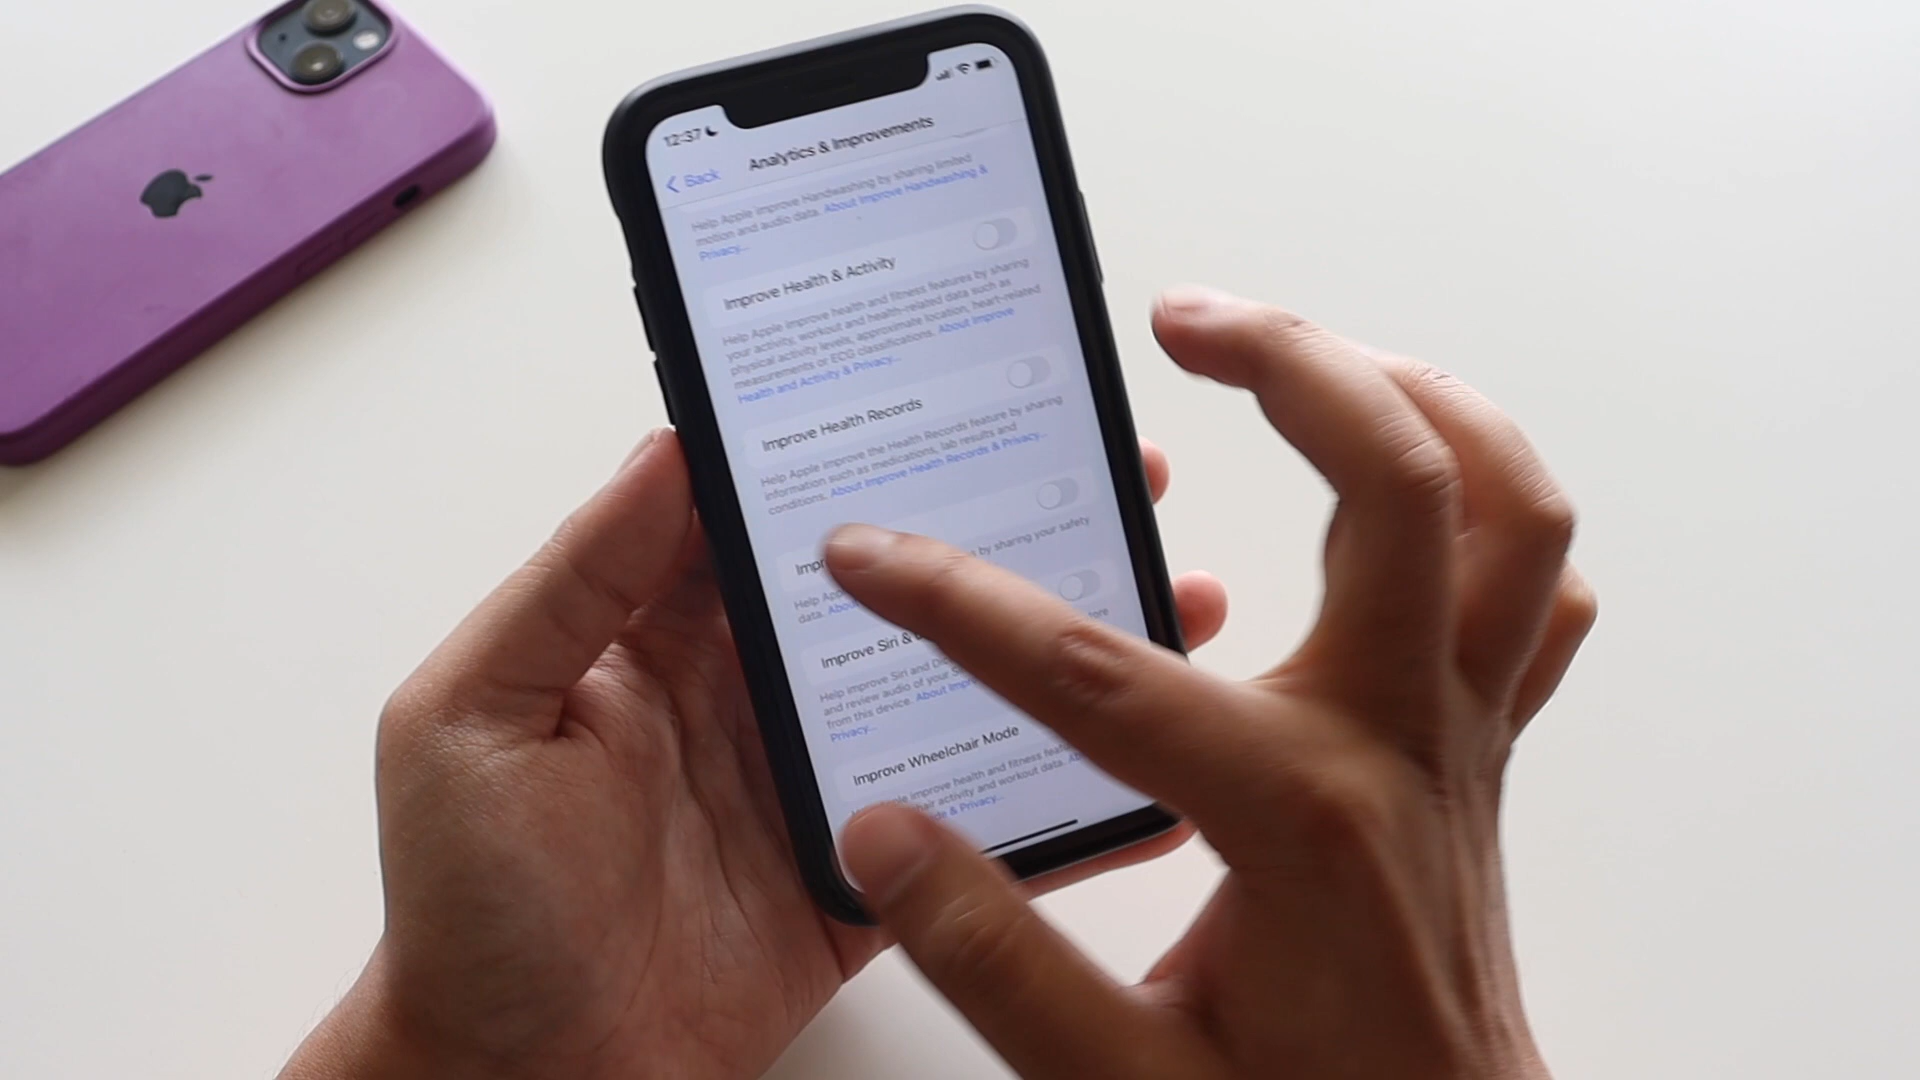 12:37
Back
Analytics & Improvements
Help Apple improve Handwashing by sharing limited
motion and audio data. About Improve Handwashing &
Privacy...
Improve Health & Activity
Help Apple improve health and fitness features by sharing
your activity, workout and health-related data such as
physical activity levels, approximate location, heart-related
measurements or ECG classifications. About Improve
Health and Activity & Privacy...
Improve Health Records
Help Apple improve the Health Records feature by sharing
information such as medications, lab results and
conditions. About Improve Health Records & Privacy...
by sharing your safety
Help
data.
Improve Siri &
Help improve Siri and
and review audio of your
from this device. About
Privacy...
Improve Wheelchair Mode
improve health and fitness
activity and workout data.
& Privacy...